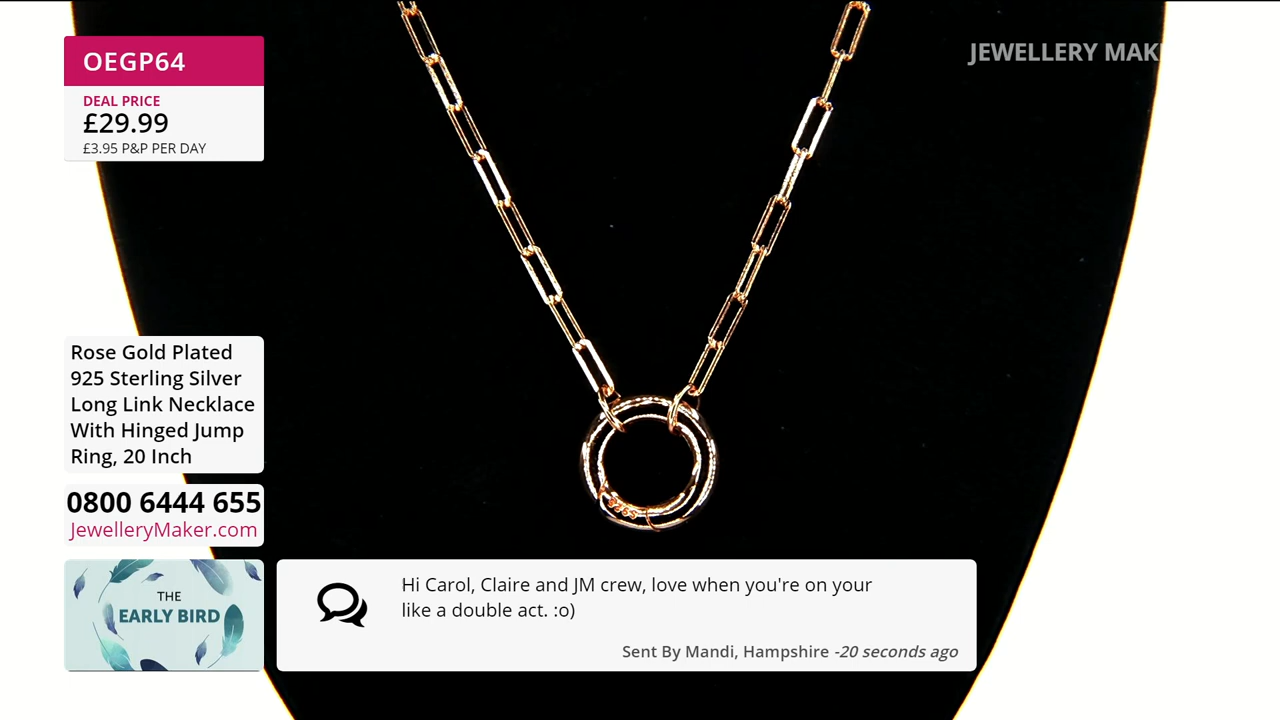 OEGP64
DEAL PRICE
£29.99
£3.95 P&P PER DAY
JEWELLERY MAK
Rose Gold Plated
925 Sterling Silver
Long Link Necklace
With Hinged Jump
Ring, 20 Inch
0800 6444 655
JewelleryMaker.com
THE
EARLY BIRD
Hi Carol, Claire and JM crew, love when you're on your
like a double act. :o)
Sent By Mandi, Hampshire -20 seconds ago